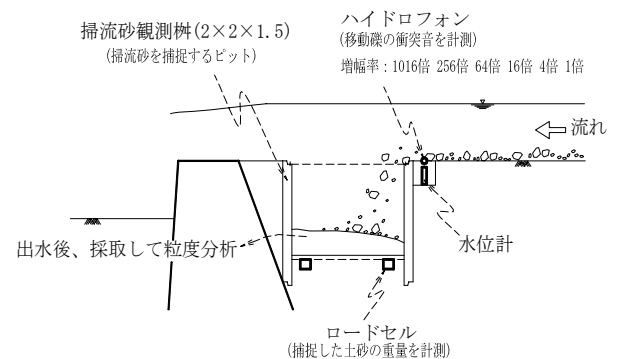 掃流砂観測桝(2×2×1.5)
(掃流砂を捕捉するピット)
ハイドロフォン
(移動礫の衝突音を計測)
増幅率：1016倍 256倍 64倍 16倍 4倍 1倍
流れ
出水後、採取して粒度分析
水位計
ロードセル
(捕捉した土砂の重量を計測)